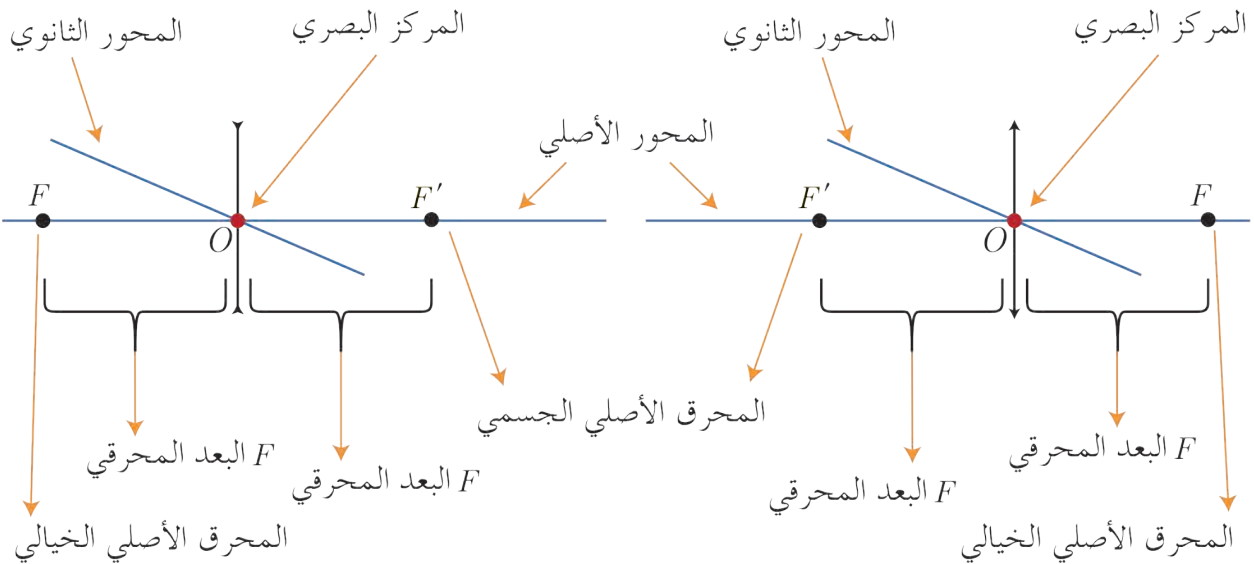 المركز البصري
المحور الثانوي
المركز البصري
المحور الثانوي
المحور الأصلي
F
F'
O
F'
F
O
المحرق الأصلي الجسمي
F البعد المحرقي
F البعد المحرقي
F البعد المحرقي
F البعد المحرقي
المحرق الأصلي الخيالي
المحرق الأصلي الخيالي